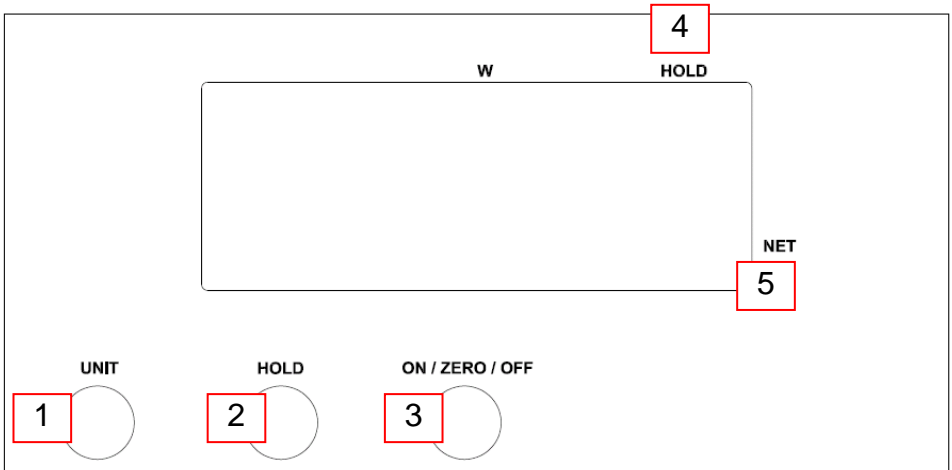 4
W HOLD
NET
5
UNIT HOLD ON / ZERO / OFF
1 2 3